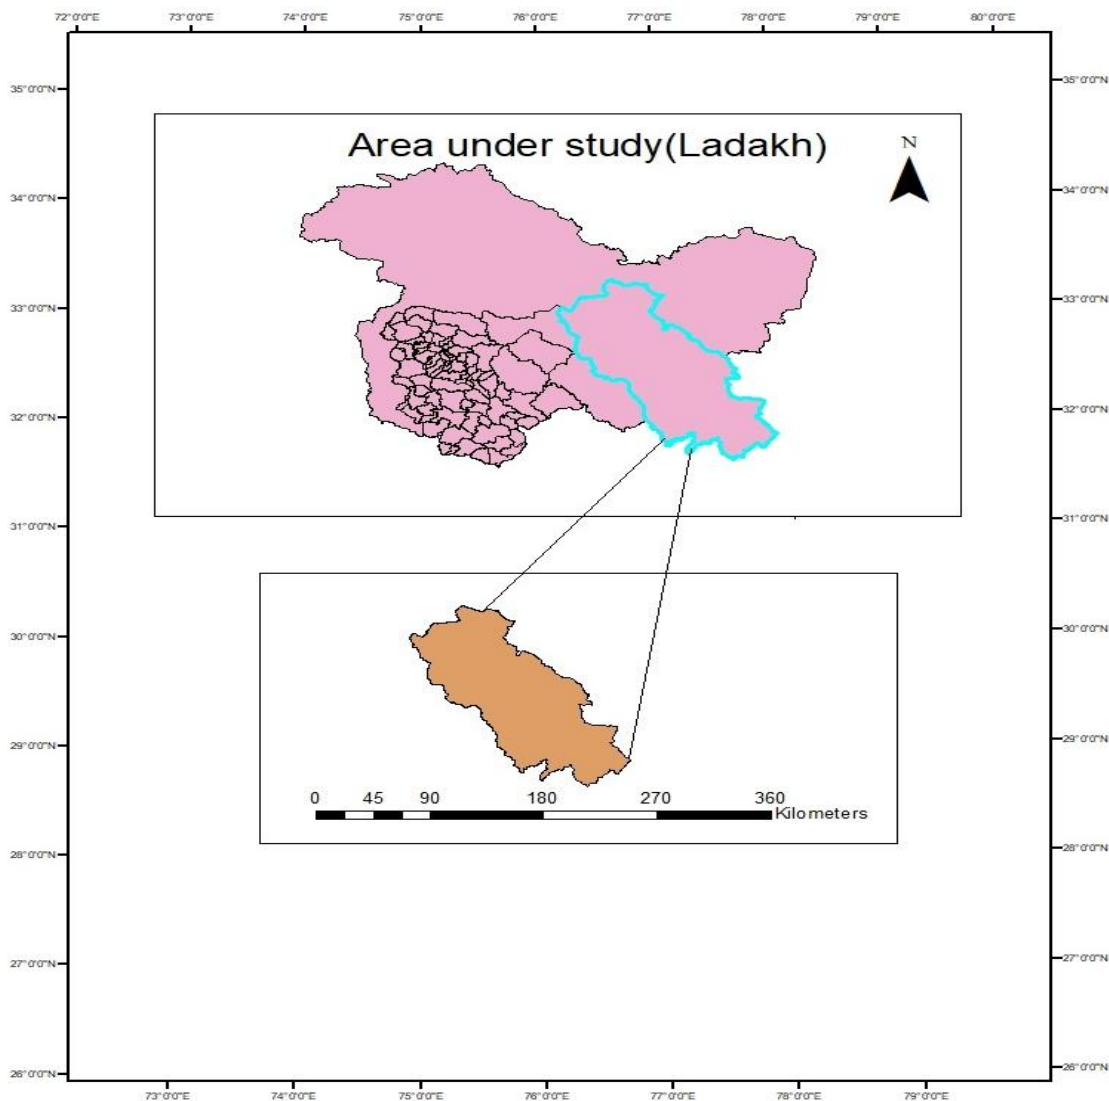 72°0'0"E 73°0'0"E 74°0'0"E 75°0'0"E 76°0'0"E 77°0'0"E 78°0'0"E 79°0'0"E 80°0'0"E
35°0'0"N 35°0'0"N
Area under study(Ladakh)
N
34°0'0"N 34°0'0"N
33°0'0"N 33°0'0"N
32°0'0"N 32°0'0"N
31°0'0"N 31°0'0"N
30°0'0"N 30°0'0"N
29°0'0"N 29°0'0"N
0 45 90 180 270 360
Kilometers
28°0'0"N 28°0'0"N
27°0'0"N 27°0'0"N
26°0'0"N 26°0'0"N
73°0'0"E 74°0'0"E 75°0'0"E 76°0'0"E 77°0'0"E 78°0'0"E 79°0'0"E